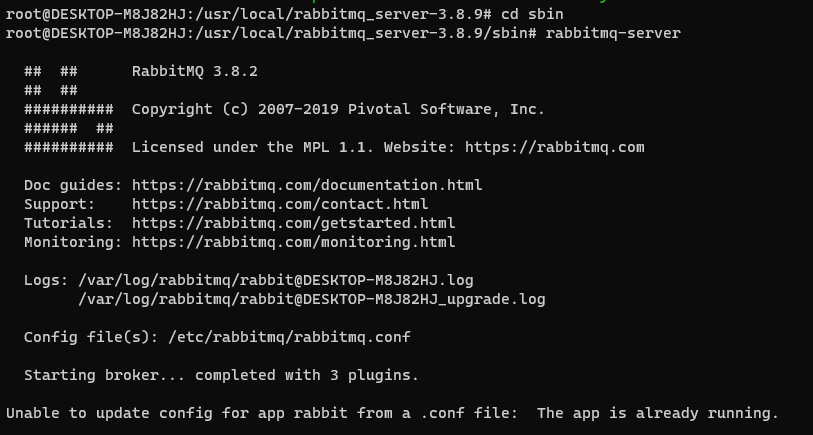 root@DESKTOP-M8J82HJ:/usr/local/rabbitmq_server-3.8.9# cd sbin
root@DESKTOP-M8J82HJ:/usr/local/rabbitmq_server-3.8.9/sbin# rabbitmq-server
##  ##      RabbitMQ 3.8.2
##  ##
##########  Copyright (c) 2007-2019 Pivotal Software, Inc.
######  ##
##########  Licensed under the MPL 1.1. Website: https://rabbitmq.com
Doc guides: https://rabbitmq.com/documentation.html
Support:    https://rabbitmq.com/contact.html
Tutorials:  https://rabbitmq.com/getstarted.html
Monitoring: https://rabbitmq.com/monitoring.html
Logs: /var/log/rabbitmq/rabbit@DESKTOP-M8J82HJ.log
/var/log/rabbitmq/rabbit@DESKTOP-M8J82HJ_upgrade.log
Config file(s): /etc/rabbitmq/rabbitmq.conf
Starting broker... completed with 3 plugins.
Unable to update config for app rabbit from a .conf file:  The app is already running.